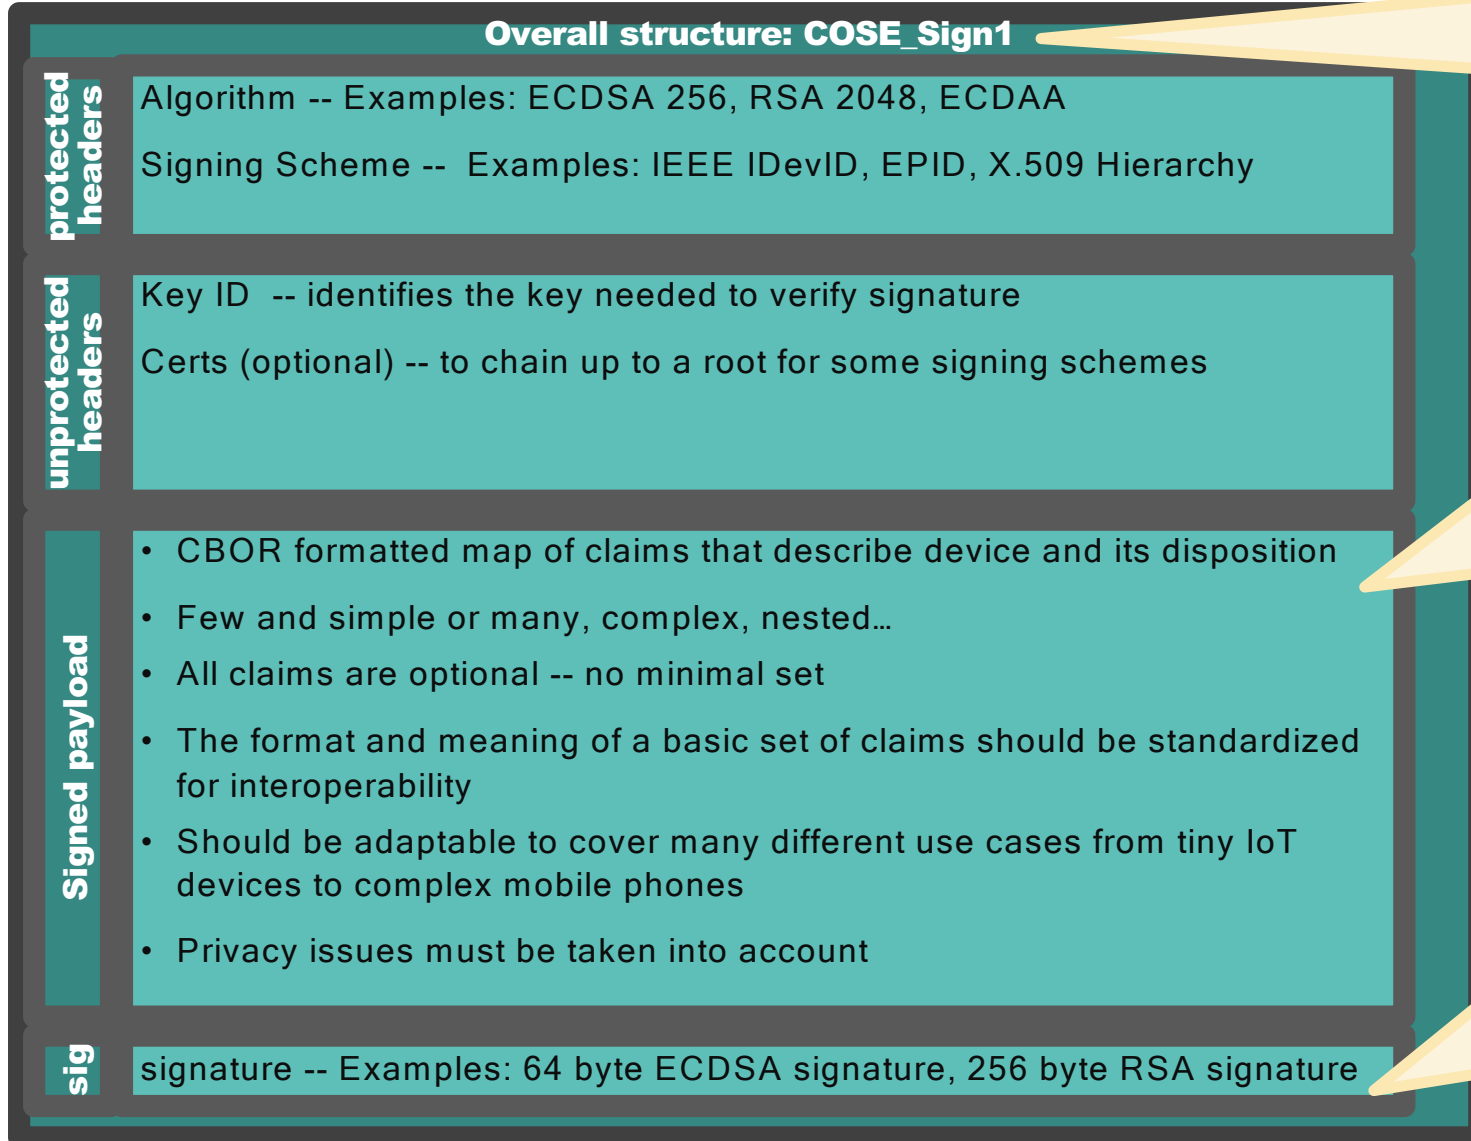 Overall structure: COSE_Sign1
protected
headers
Algorithm -- Examples: ECDSA 256, RSA 2048, ECDAA
Signing Scheme -- Examples: IEEE IDevID, EPID, X.509 Hierarchy
unprotected
headers
Key ID -- identifies the key needed to verify signature
Certs (optional) -- to chain up to a root for some signing schemes
Signed payload
• CBOR formatted map of claims that describe device and its disposition
• Few and simple or many, complex, nested…
• All claims are optional -- no minimal set
• The format and meaning of a basic set of claims should be standardized
for interoperability
• Should be adaptable to cover many different use cases from tiny IoT
devices to complex mobile phones
• Privacy issues must be taken into account
sig
signature -- Examples: 64 byte ECDSA signature, 256 byte RSA signature